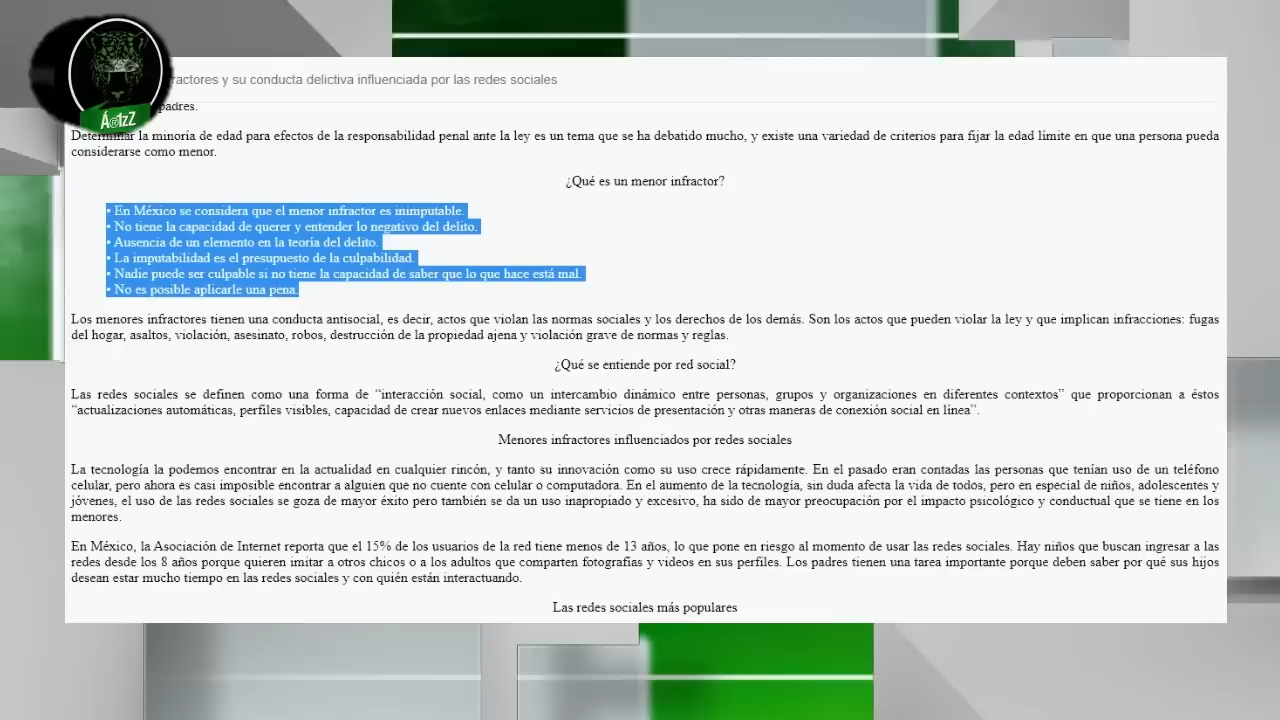 ractores y su conducta delictiva influenciada por las redes sociales
padres.
Á®1zZ
Determinar la minoría de edad para efectos de la responsabilidad penal ante la ley es un tema que se ha debatido mucho, y existe una variedad de criterios para fijar la edad límite en que una persona pueda
considerarse como menor.
¿Qué es un menor infractor?
• En México se considera que el menor infractor es inimputable.
• No tiene la capacidad de querer y entender lo negativo del delito.
• Ausencia de un elemento en la teoría del delito.
• La imputabilidad es el presupuesto de la culpabilidad.
• Nadie puede ser culpable si no tiene la capacidad de saber que lo que hace está mal.
• No es posible aplicarle una pena.
Los menores infractores tienen una conducta antisocial, es decir, actos que violan las normas sociales y los derechos de los demás. Son los actos que pueden violar la ley y que implican infracciones: fugas
del hogar, asaltos, violación, asesinato, robos, destrucción de la propiedad ajena y violación grave de normas y reglas.
¿Qué se entiende por red social?
Las redes sociales se definen como una forma de “interacción social, como un intercambio dinámico entre personas, grupos y organizaciones en diferentes contextos” que proporcionan a éstos
“actualizaciones automáticas, perfiles visibles, capacidad de crear nuevos enlaces mediante servicios de presentación y otras maneras de conexión social en línea”.
Menores infractores influenciados por redes sociales
La tecnología la podemos encontrar en la actualidad en cualquier rincón, y tanto su innovación como su uso crece rápidamente. En el pasado eran contadas las personas que tenían uso de un teléfono
celular, pero ahora es casi imposible encontrar a alguien que no cuente con celular o computadora. En el aumento de la tecnología, sin duda afecta la vida de todos, pero en especial de niños, adolescentes y
jóvenes, el uso de las redes sociales se goza de mayor éxito pero también se da un uso inapropiado y excesivo, ha sido de mayor preocupación por el impacto psicológico y conductual que se tiene en los
menores.
En México, la Asociación de Internet reporta que el 15% de los usuarios de la red tiene menos de 13 años, lo que pone en riesgo al momento de usar las redes sociales. Hay niños que buscan ingresar a las
redes desde los 8 años porque quieren imitar a otros chicos o a los adultos que comparten fotografías y videos en sus perfiles. Los padres tienen una tarea importante porque deben saber por qué sus hijos
desean estar mucho tiempo en las redes sociales y con quién están interactuando.
Las redes sociales más populares